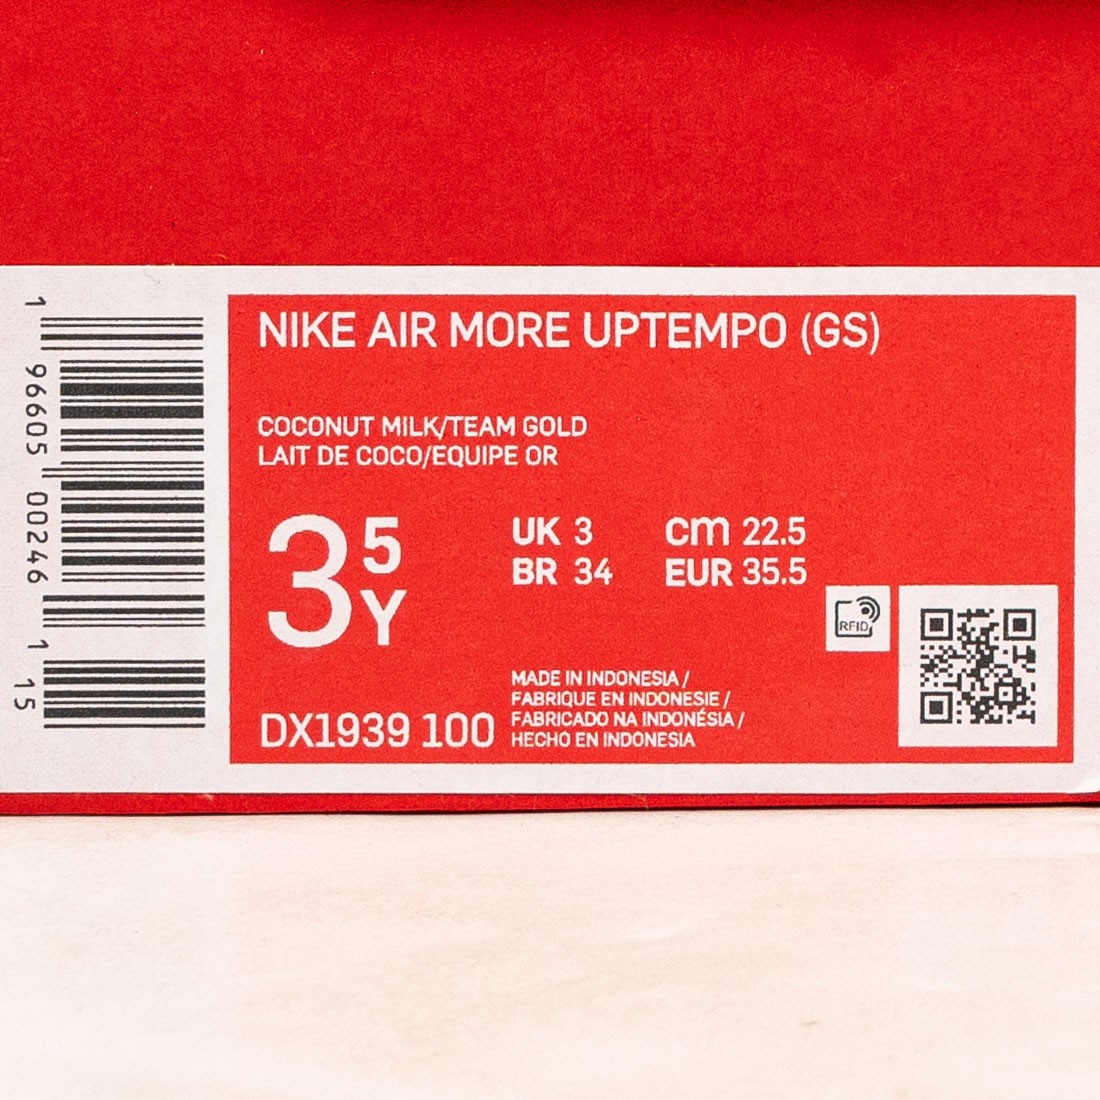 NIKE AIR MORE UPTEMPO (GS)
COCONUT MILK/TEAM GOLD
LAIT DE COCO/EQUIPE OR
3 5 Y
UK 3
CM 22.5
BR 34
EUR 35.5
RFID
DX1939 100
MADE IN INDONESIA /
FABRIQUE EN INDONESIE /
FABRICADO NA INDONÉSIA /
HECHO EN INDONESIA
1 96605 00246 1 15